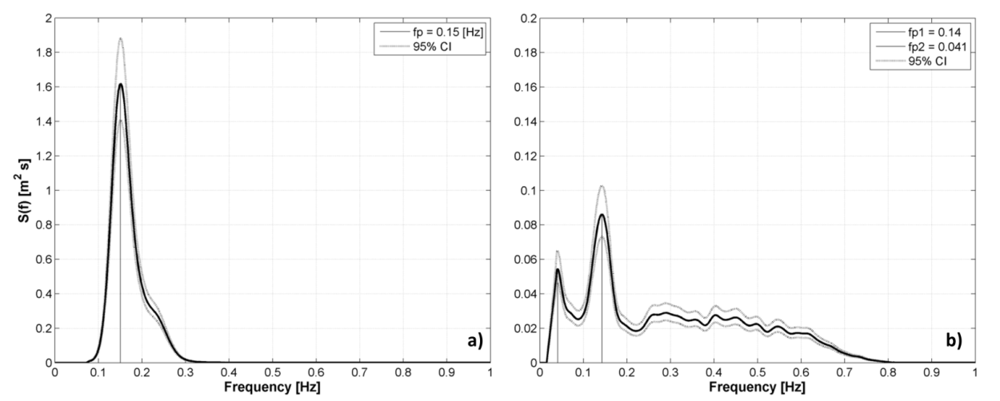 2
1.8
1.6
1.4
1.2
1
0.8
0.6
0.4
0.2
0
S(f) [m² s]
0 0.1 0.2 0.3 0.4 0.5 0.6 0.7 0.8 0.9 1
Frequency [Hz]
fp = 0.15 [Hz]
95% CI
a)
0.2
0.18
0.16
0.14
0.12
0.1
0.08
0.06
0.04
0.02
0
0 0.1 0.2 0.3 0.4 0.5 0.6 0.7 0.8 0.9 1
Frequency [Hz]
fp1 = 0.14
fp2 = 0.041
95% CI
b)